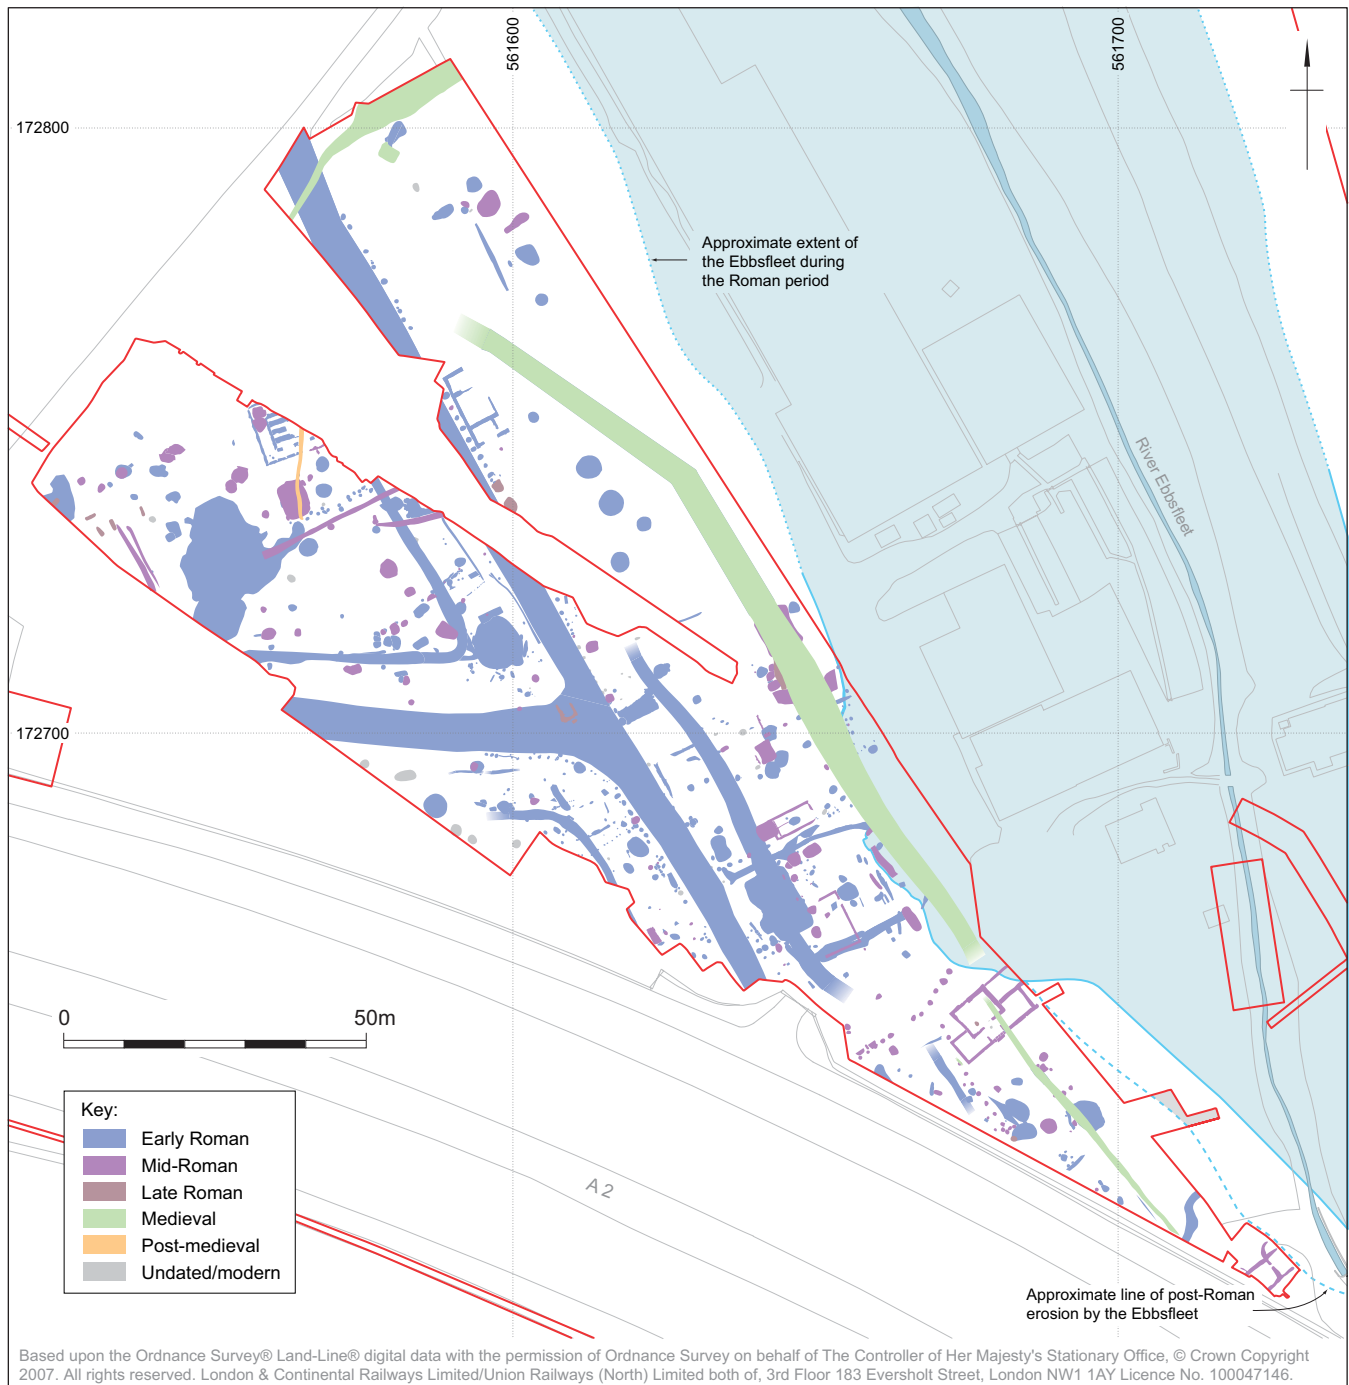 561600
561700
172800
Approximate extent of
the Ebbsfleet during
the Roman period
River Ebbsfleet
172700
0
50m
Key:
Early Roman
Mid-Roman
Late Roman
Medieval
Post-medieval
Undated/modern
A 2
Approximate line of post-Roman
erosion by the Ebbsfleet
Based upon the Ordnance Survey® Land-Line® digital data with the permission of Ordnance Survey on behalf of The Controller of Her Majesty's Stationary Office, © Crown Copyright
2007. All rights reserved. London & Continental Railways Limited/Union Railways (North) Limited both of, 3rd Floor 183 Eversholt Street, London NW1 1AY Licence No. 100047146.